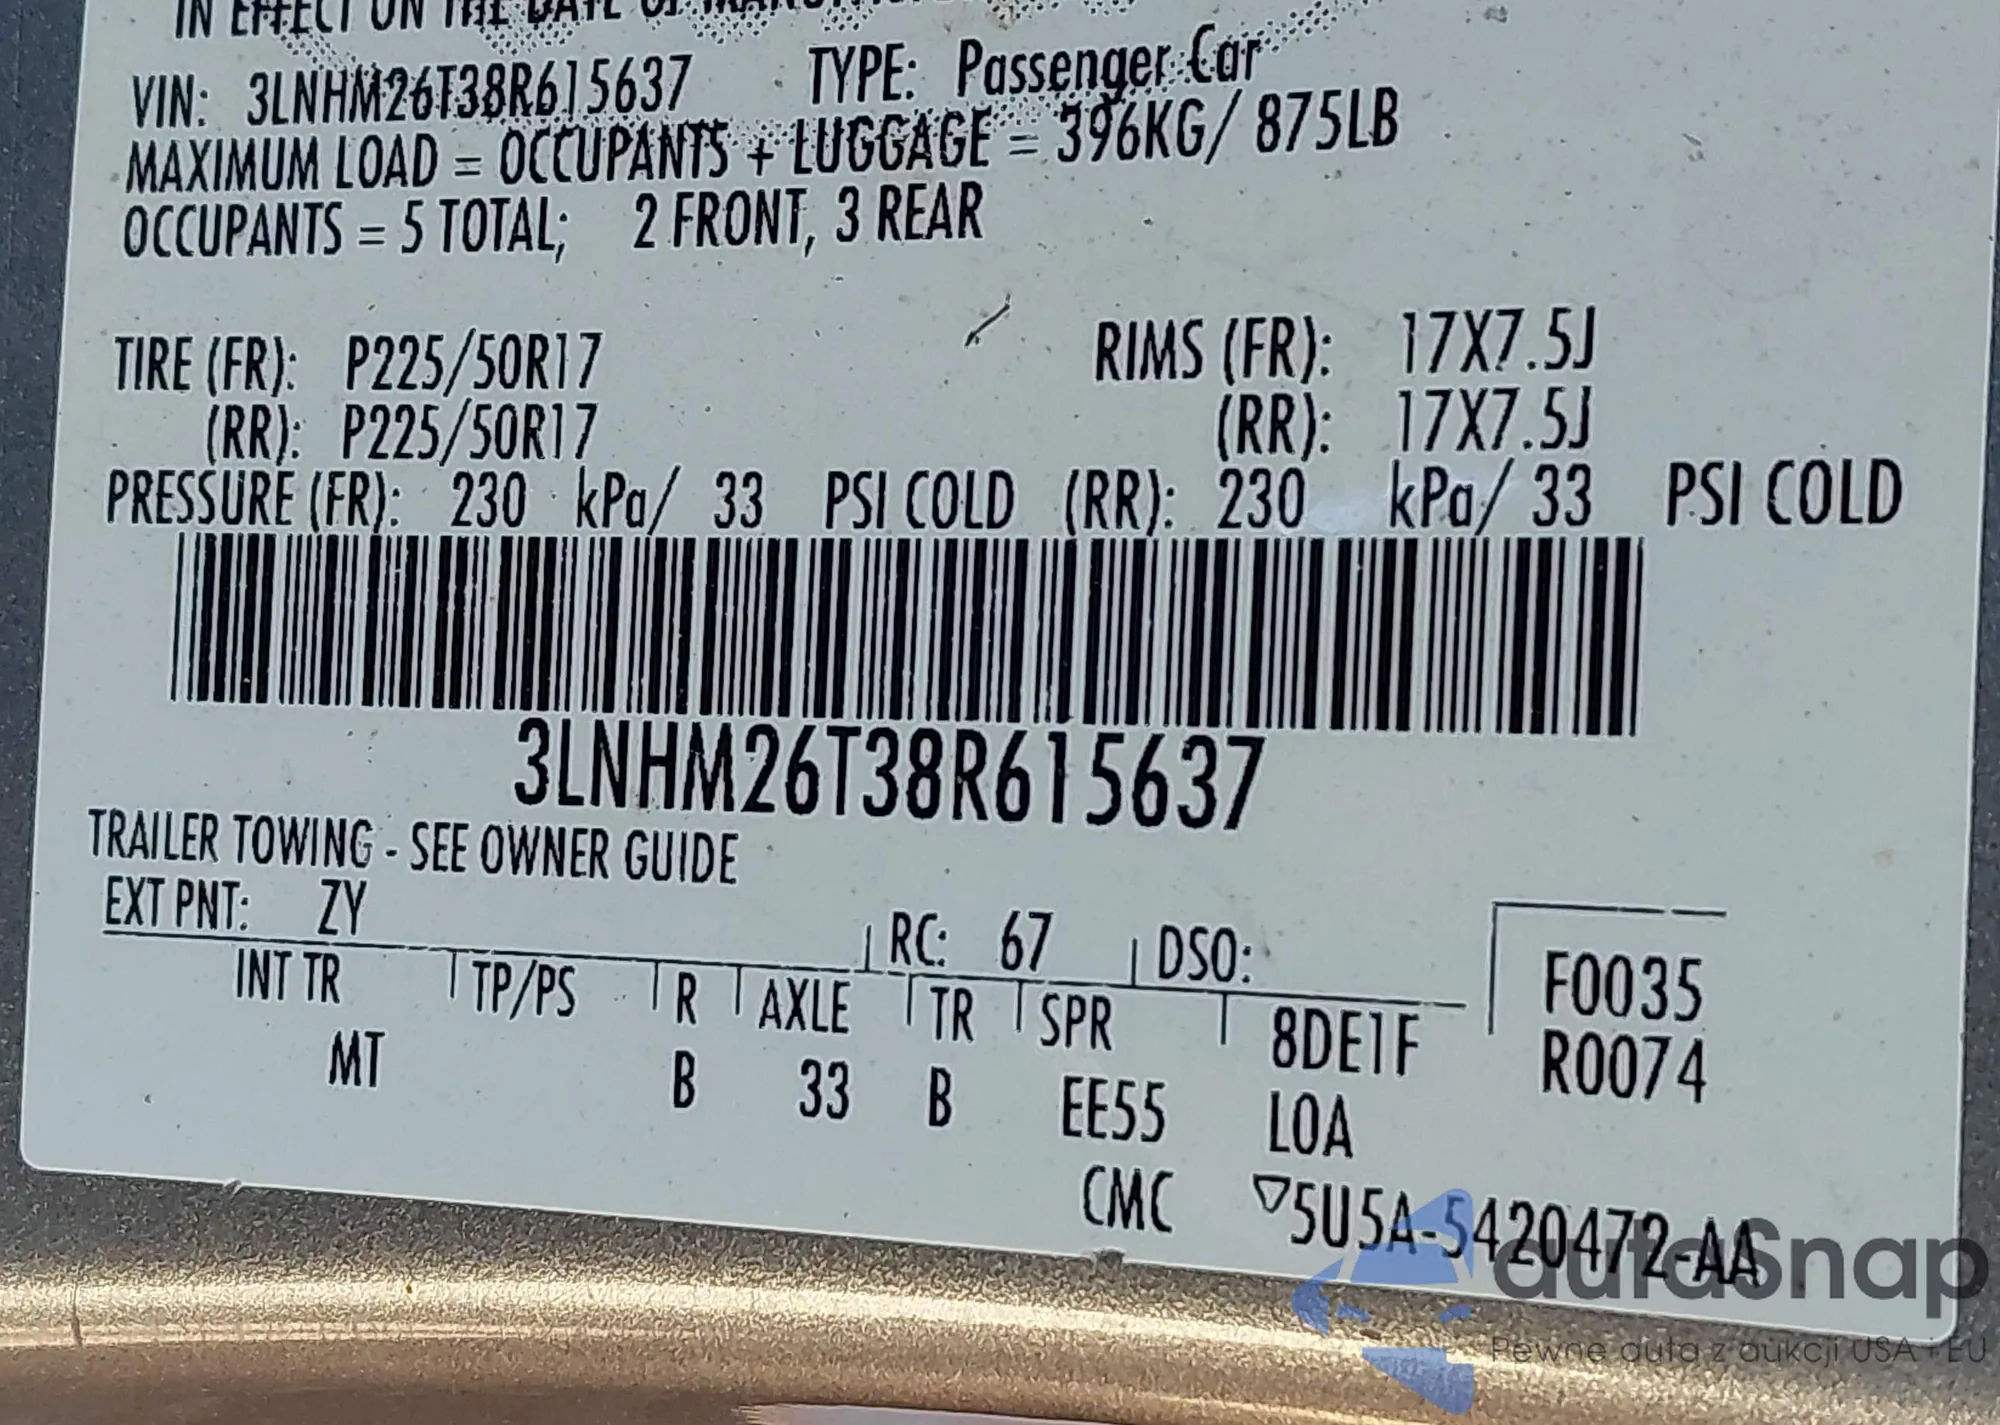 IN EFFECT ON THE DATE OF
VIN: 3LNHM26T38R615637 TYPE: Passenger Car
MAXIMUM LOAD = OCCUPANTS + LUGGAGE = 396KG/ 875LB
OCCUPANTS = 5 TOTAL; 2 FRONT, 3 REAR
TIRE (FR): P225/50R17 RIMS (FR): 17X7.5J
(RR): P225/50R17 (RR): 17X7.5J
PRESSURE (FR): 230 kPa/ 33 PSI COLD (RR): 230 kPa/ 33 PSI COLD
3LNHM26T38R615637
TRAILER TOWING - SEE OWNER GUIDE
EXT PNT: ZY RC: 67 DSO:
INT TR TP/PS R AXLE TR SPR 8DE1F F0035
MT B 33 B EE55 LOA R0074
CMC ▽5U5A-5420472-AA
autoSnap
Pewne auta z aukcji USA i EU